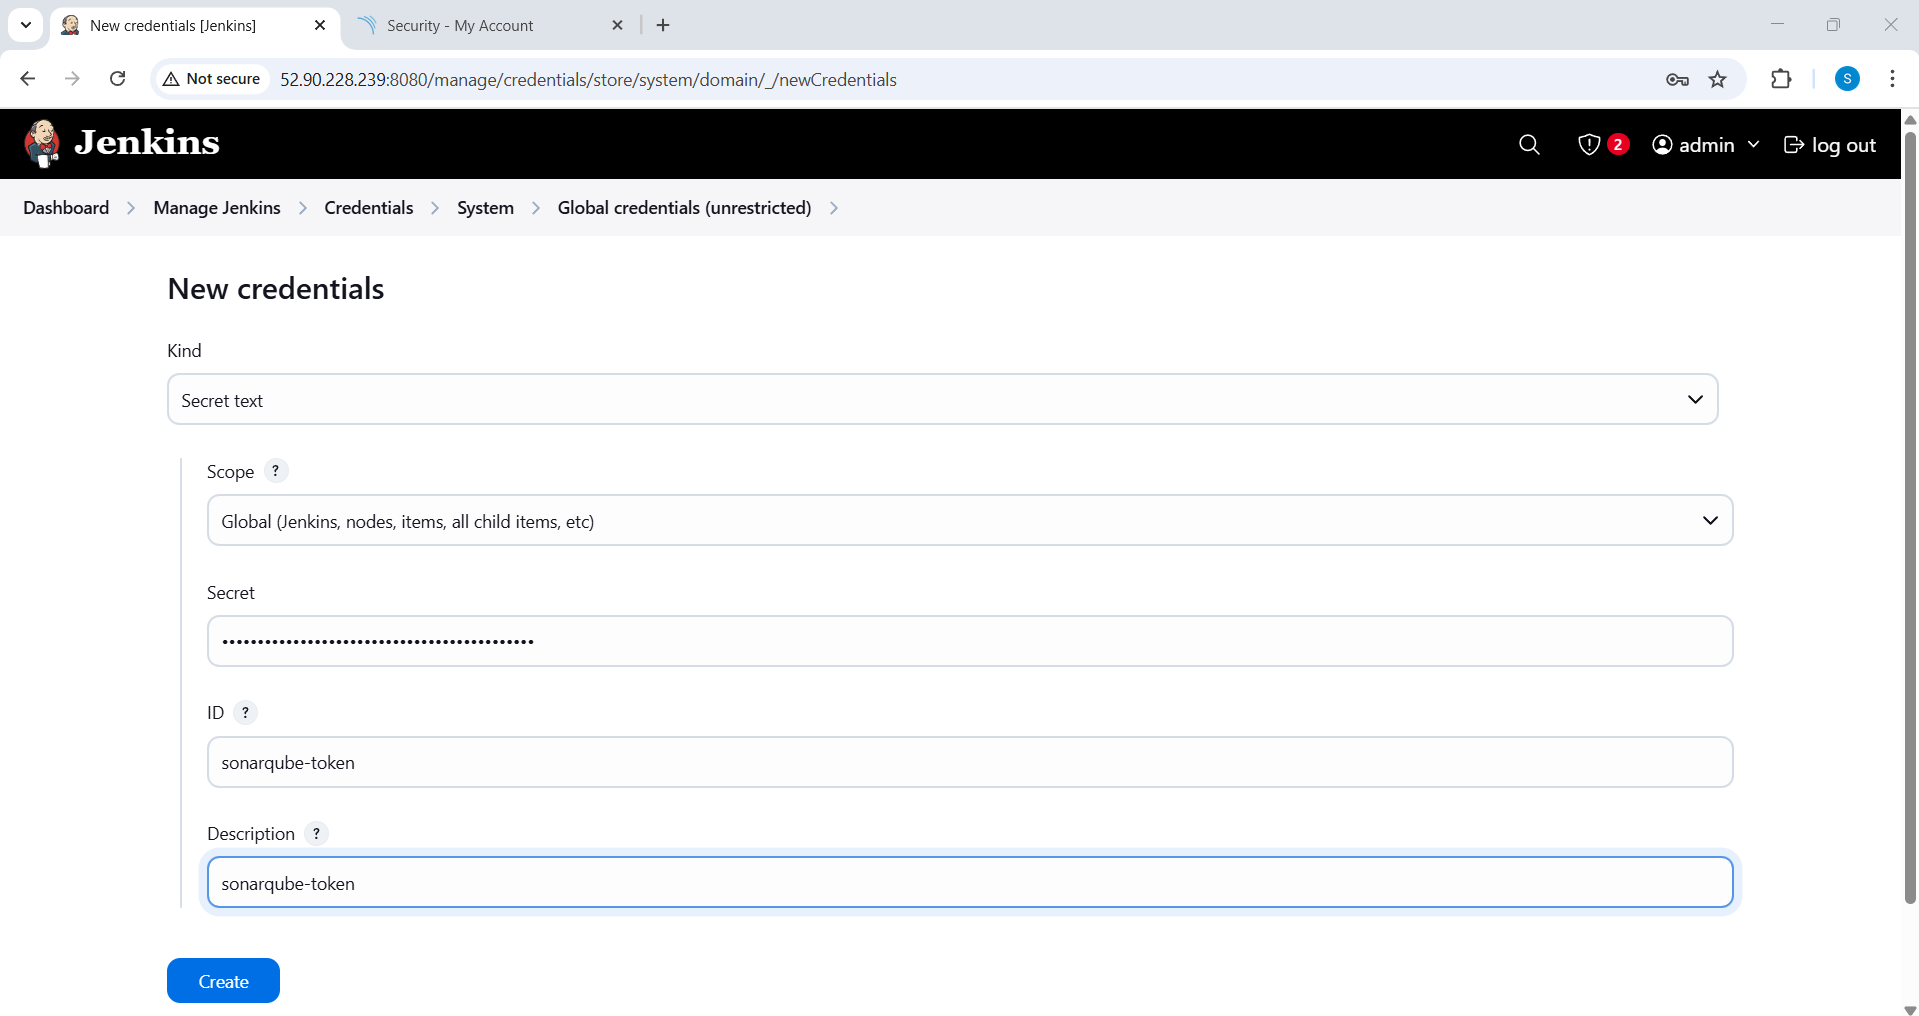 New credentials [Jenkins]
Security - My Account
Not secure
52.90.228.239:8080/manage/credentials/store/system/domain/_/newCredentials
S
Jenkins
2
admin
log out
Dashboard
Manage Jenkins
Credentials
System
Global credentials (unrestricted)
New credentials
Kind
Secret text
Scope ?
Global (Jenkins, nodes, items, all child items, etc)
Secret
••••••••••••••••••••••••••••••••••••••••••••
ID ?
sonarqube-token
Description ?
sonarqube-token
Create